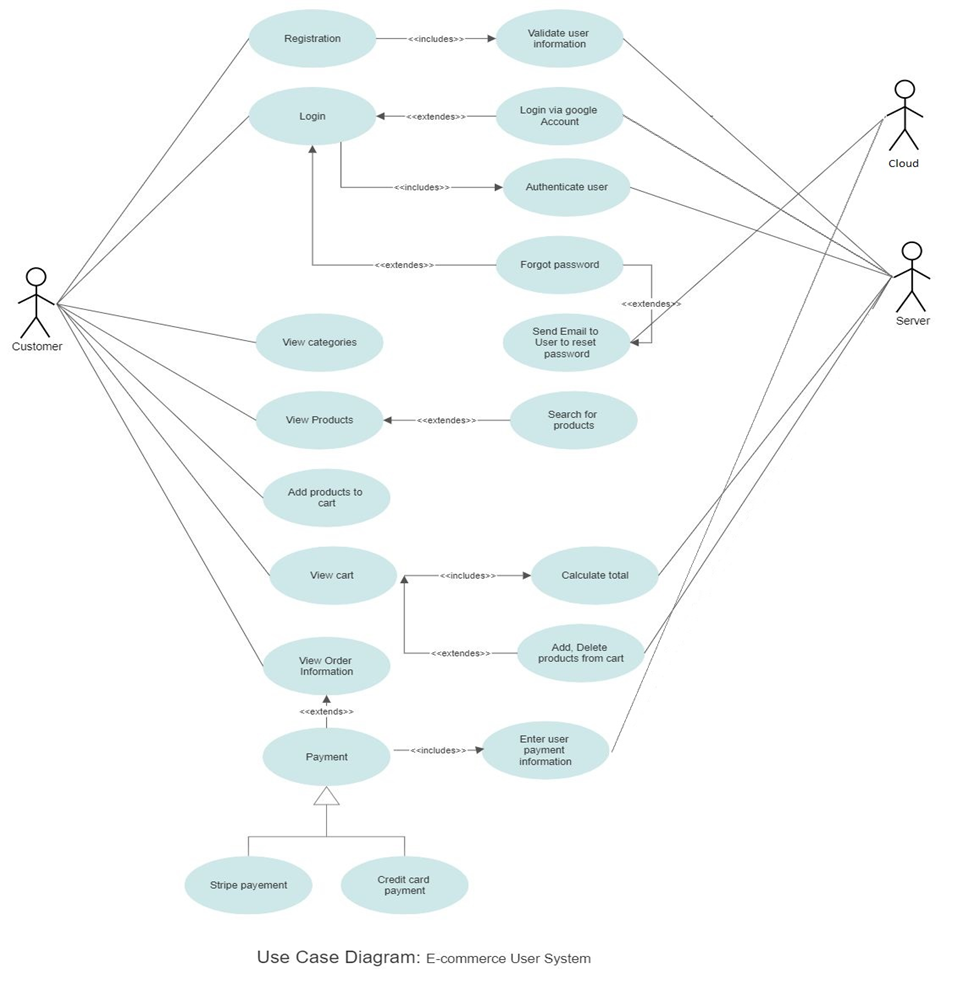 Registration
<<includes>>
Validate user
information
Login
<<extendes>>
Login via google
Account
Cloud
<<includes>>
Authenticate user
<<extendes>>
Forgot password
<<extendes>>
Customer
Server
View categories
Send Email to
User to reset
password
View Products
<<extendes>>
Search for
products
Add products to
cart
View cart
<<includes>>
Calculate total
<<extendes>>
Add, Delete
products from cart
View Order
Information
<<extends>>
Payment
<<includes>>
Enter user
payment
information
Stripe payement
Credit card
payment
Use Case Diagram: E-commerce User System